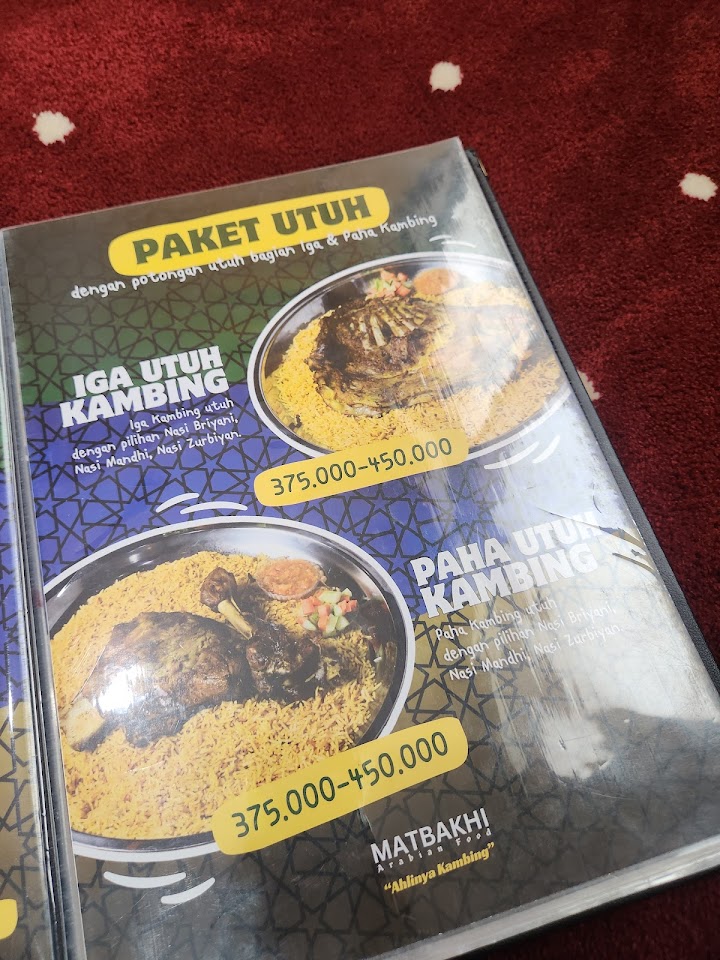 PAKET UTUH
dengan potongan utuh bagian Iga & Paha Kambing
IGA UTUH
KAMBING
Iga Kambing utuh
dengan pilihan Nasi Briyani,
Nasi Mandhi, Nasi Zurbiyan.
375.000-450.000
PAHA UTUH
KAMBING
Paha Kambing utuh
dengan pilihan Nasi Briyani,
Nasi Mandhi, Nasi Zurbiyan
375.000-450.000
MATBAKHI
Arabian Food
"Ahlinya Kambing"